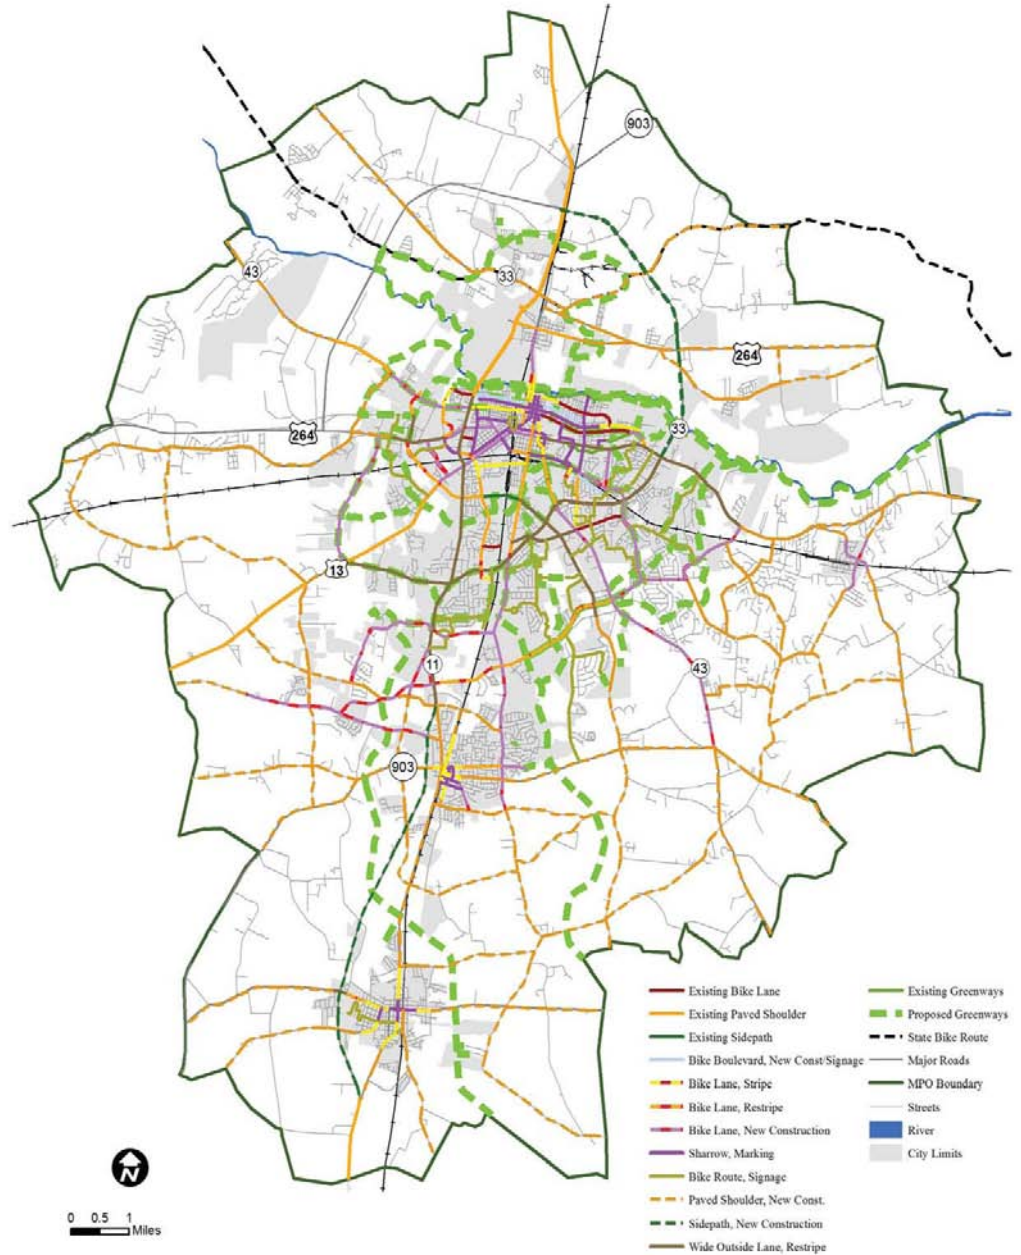 903
43
33
264
264
33
13
11
43
903
Existing Bike Lane
Existing Paved Shoulder
Existing Sidepath
Bike Boulevard, New Const/Signage
Bike Lane, Stripe
Bike Lane, Restripe
Bike Lane, New Construction
Sharrow, Marking
Bike Route, Signage
Paved Shoulder, New Const.
Sidepath, New Construction
Wide Outside Lane, Restripe
Existing Greenways
Proposed Greenways
State Bike Route
Major Roads
MPO Boundary
Streets
River
City Limits
N
0 0.5 1
Miles